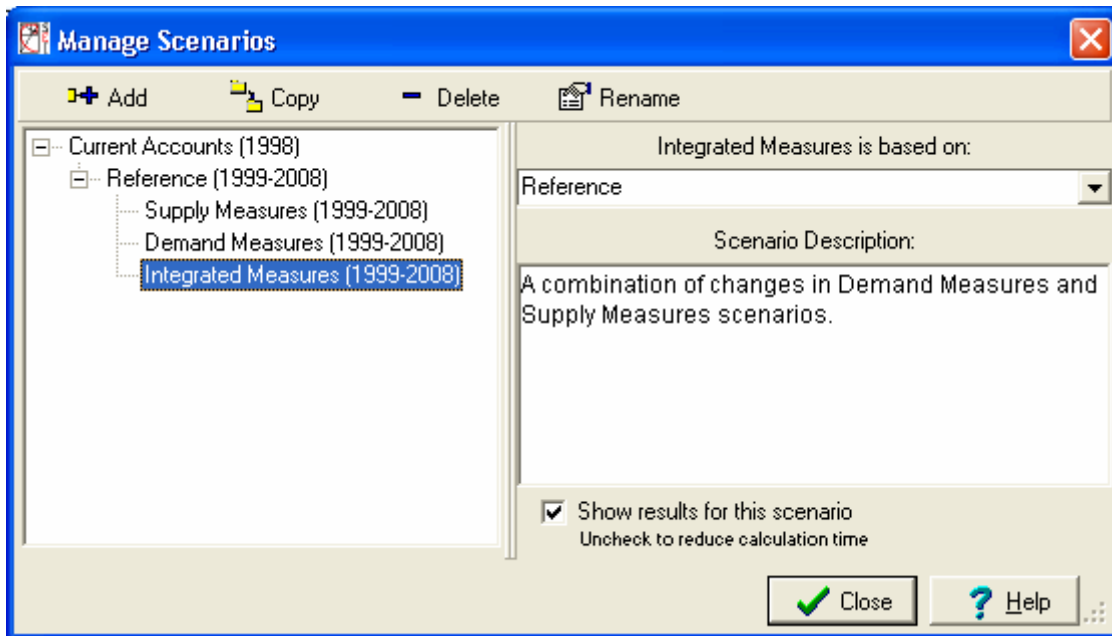 Manage Scenarios
Add Copy Delete Rename
Current Accounts (1998)
Reference (1999-2008)
Supply Measures (1999-2008)
Demand Measures (1999-2008)
Integrated Measures (1999-2008)
Integrated Measures is based on:
Reference
Scenario Description:
A combination of changes in Demand Measures and
Supply Measures scenarios.
Show results for this scenario
Uncheck to reduce calculation time
Close ? Help